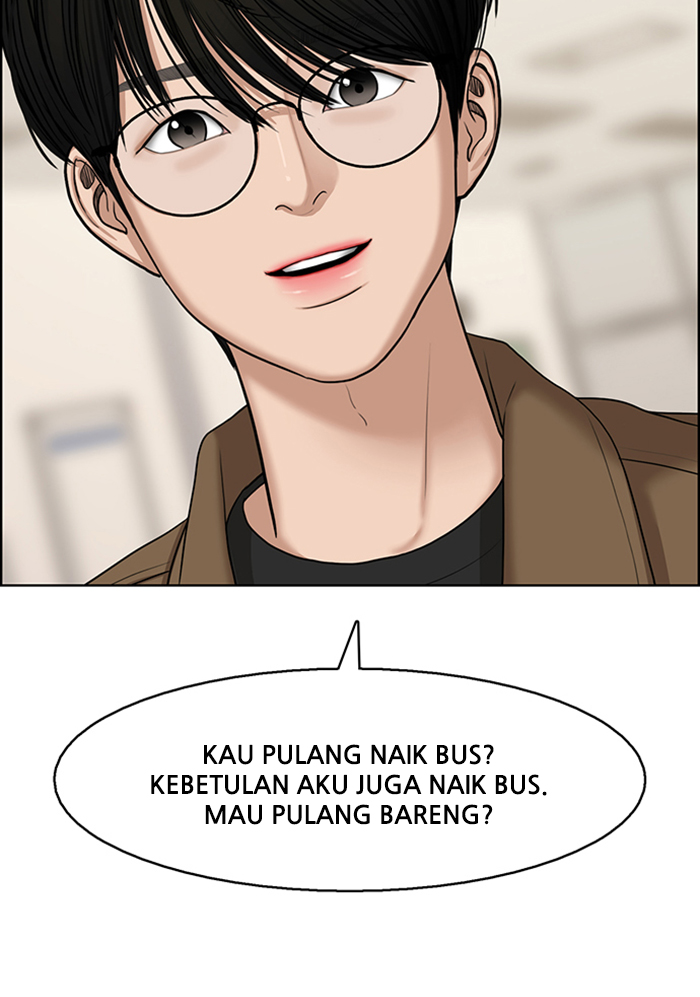 KAU PULANG NAIK BUS?
KEBETULAN AKU JUGA NAIK BUS.
MAU PULANG BARENG?